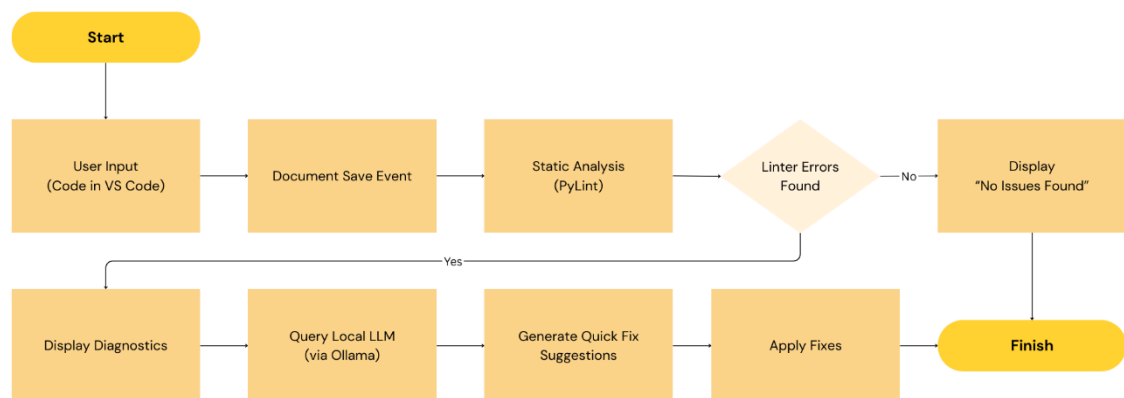 Start
User Input
(Code in VS Code)
Document Save Event
Static Analysis
(PyLint)
Linter Errors
Found
No
Display
“No Issues Found”
Yes
Display Diagnostics
Query Local LLM
(via Ollama)
Generate Quick Fix
Suggestions
Apply Fixes
Finish